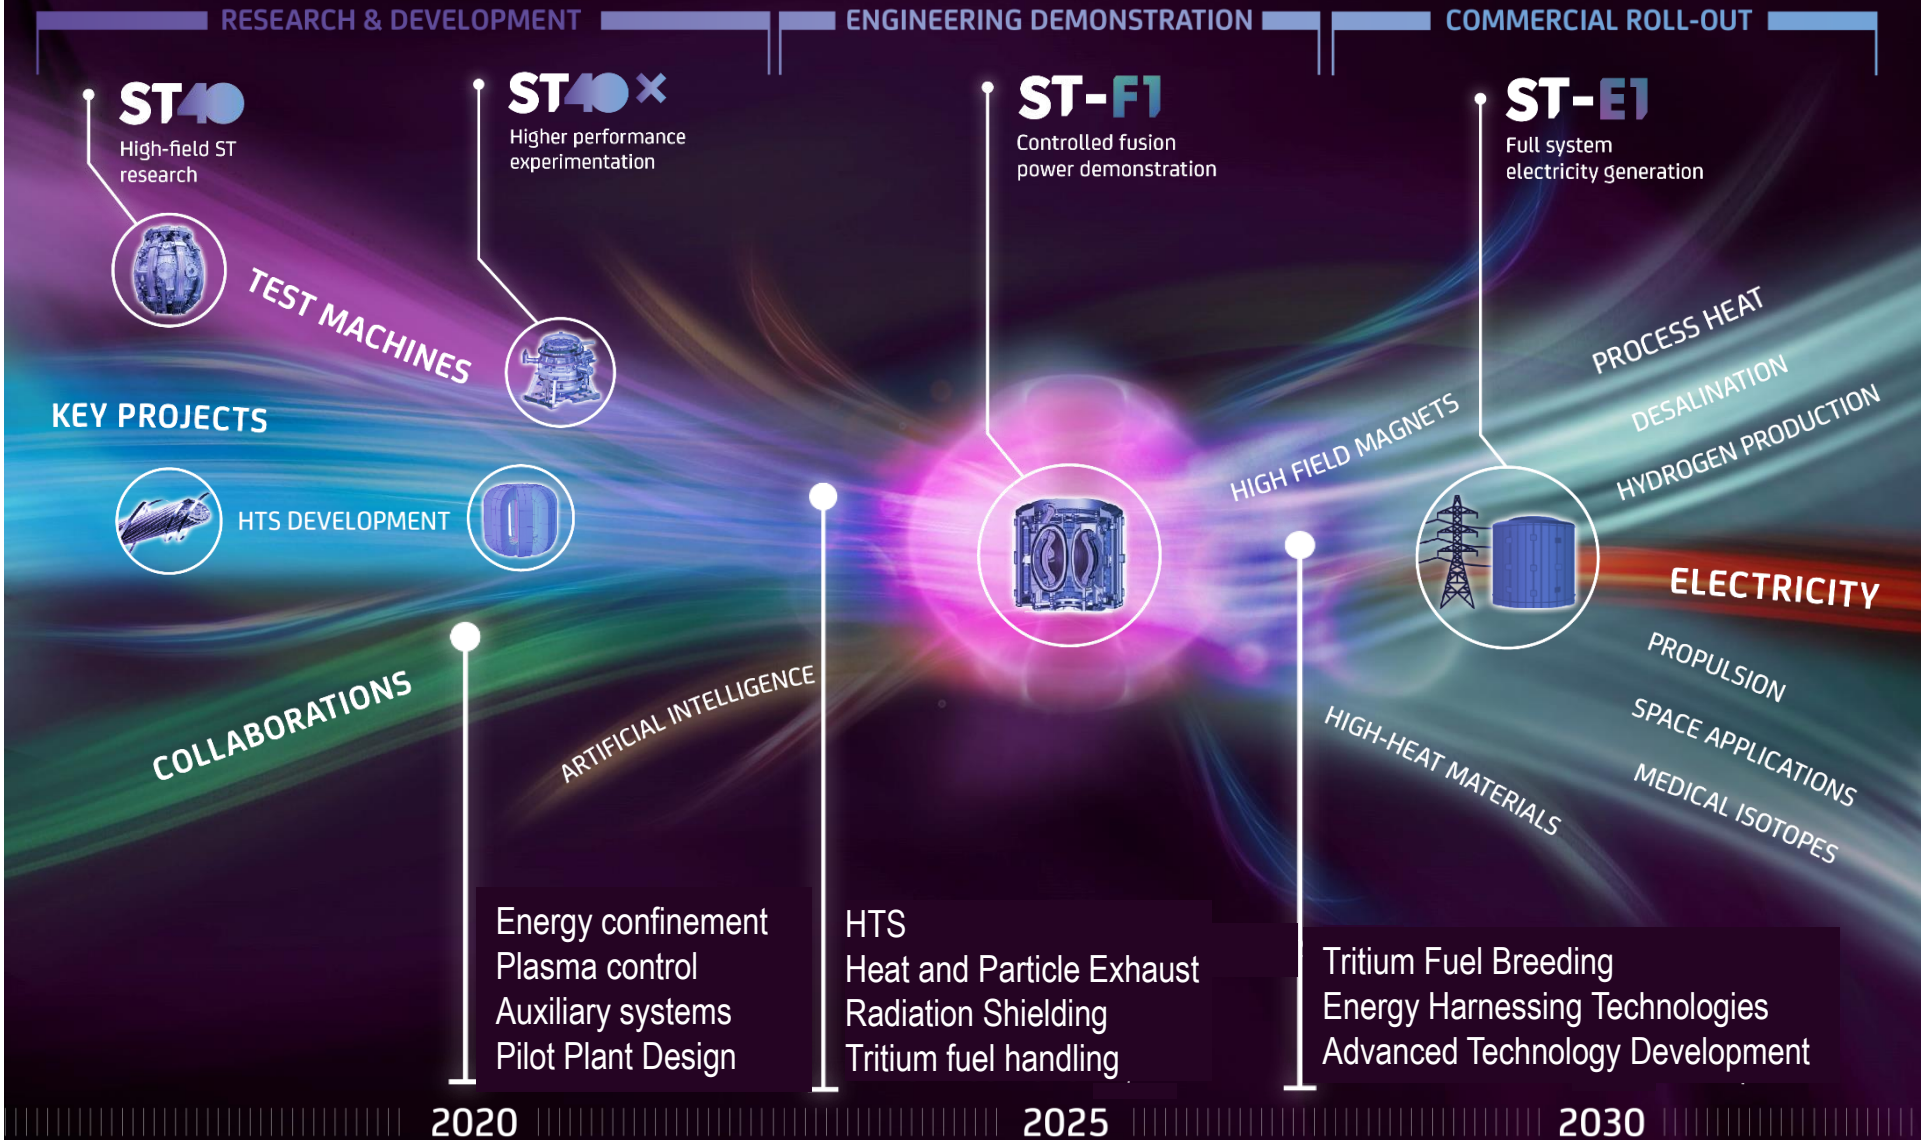 RESEARCH & DEVELOPMENT
ENGINEERING DEMONSTRATION
COMMERCIAL ROLL-OUT
ST40
High-field ST
research
ST40 X
Higher performance
experimentation
ST-F1
Controlled fusion
power demonstration
ST-E1
Full system
electricity generation
TEST MACHINES
KEY PROJECTS
HTS DEVELOPMENT
COLLABORATIONS
ARTIFICIAL INTELLIGENCE
HIGH FIELD MAGNETS
PROCESS HEAT
DESALINATION
HYDROGEN PRODUCTION
ELECTRICITY
PROPULSION
SPACE APPLICATIONS
MEDICAL ISOTOPES
HIGH-HEAT MATERIALS
Energy confinement
Plasma control
Auxiliary systems
Pilot Plant Design
HTS
Heat and Particle Exhaust
Radiation Shielding
Tritium fuel handling
Tritium Fuel Breeding
Energy Harnessing Technologies
Advanced Technology Development
2020
2025
2030